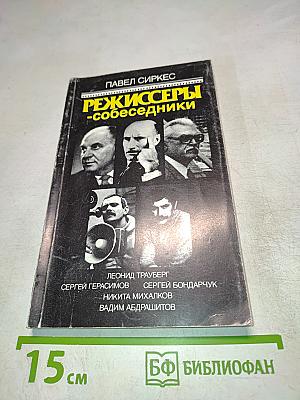 ПАВЕЛ СИРКЕС
РЕЖИССЕРЫ
-собеседники
ЛЕОНИД ТРАУБЕРГ
СЕРГЕЙ ГЕРАСИМОВ СЕРГЕЙ БОНДАРЧУК
НИКИТА МИХАЛКОВ
ВАДИМ АБДРАШИТОВ
15 см
БФ БИБЛИОФАН